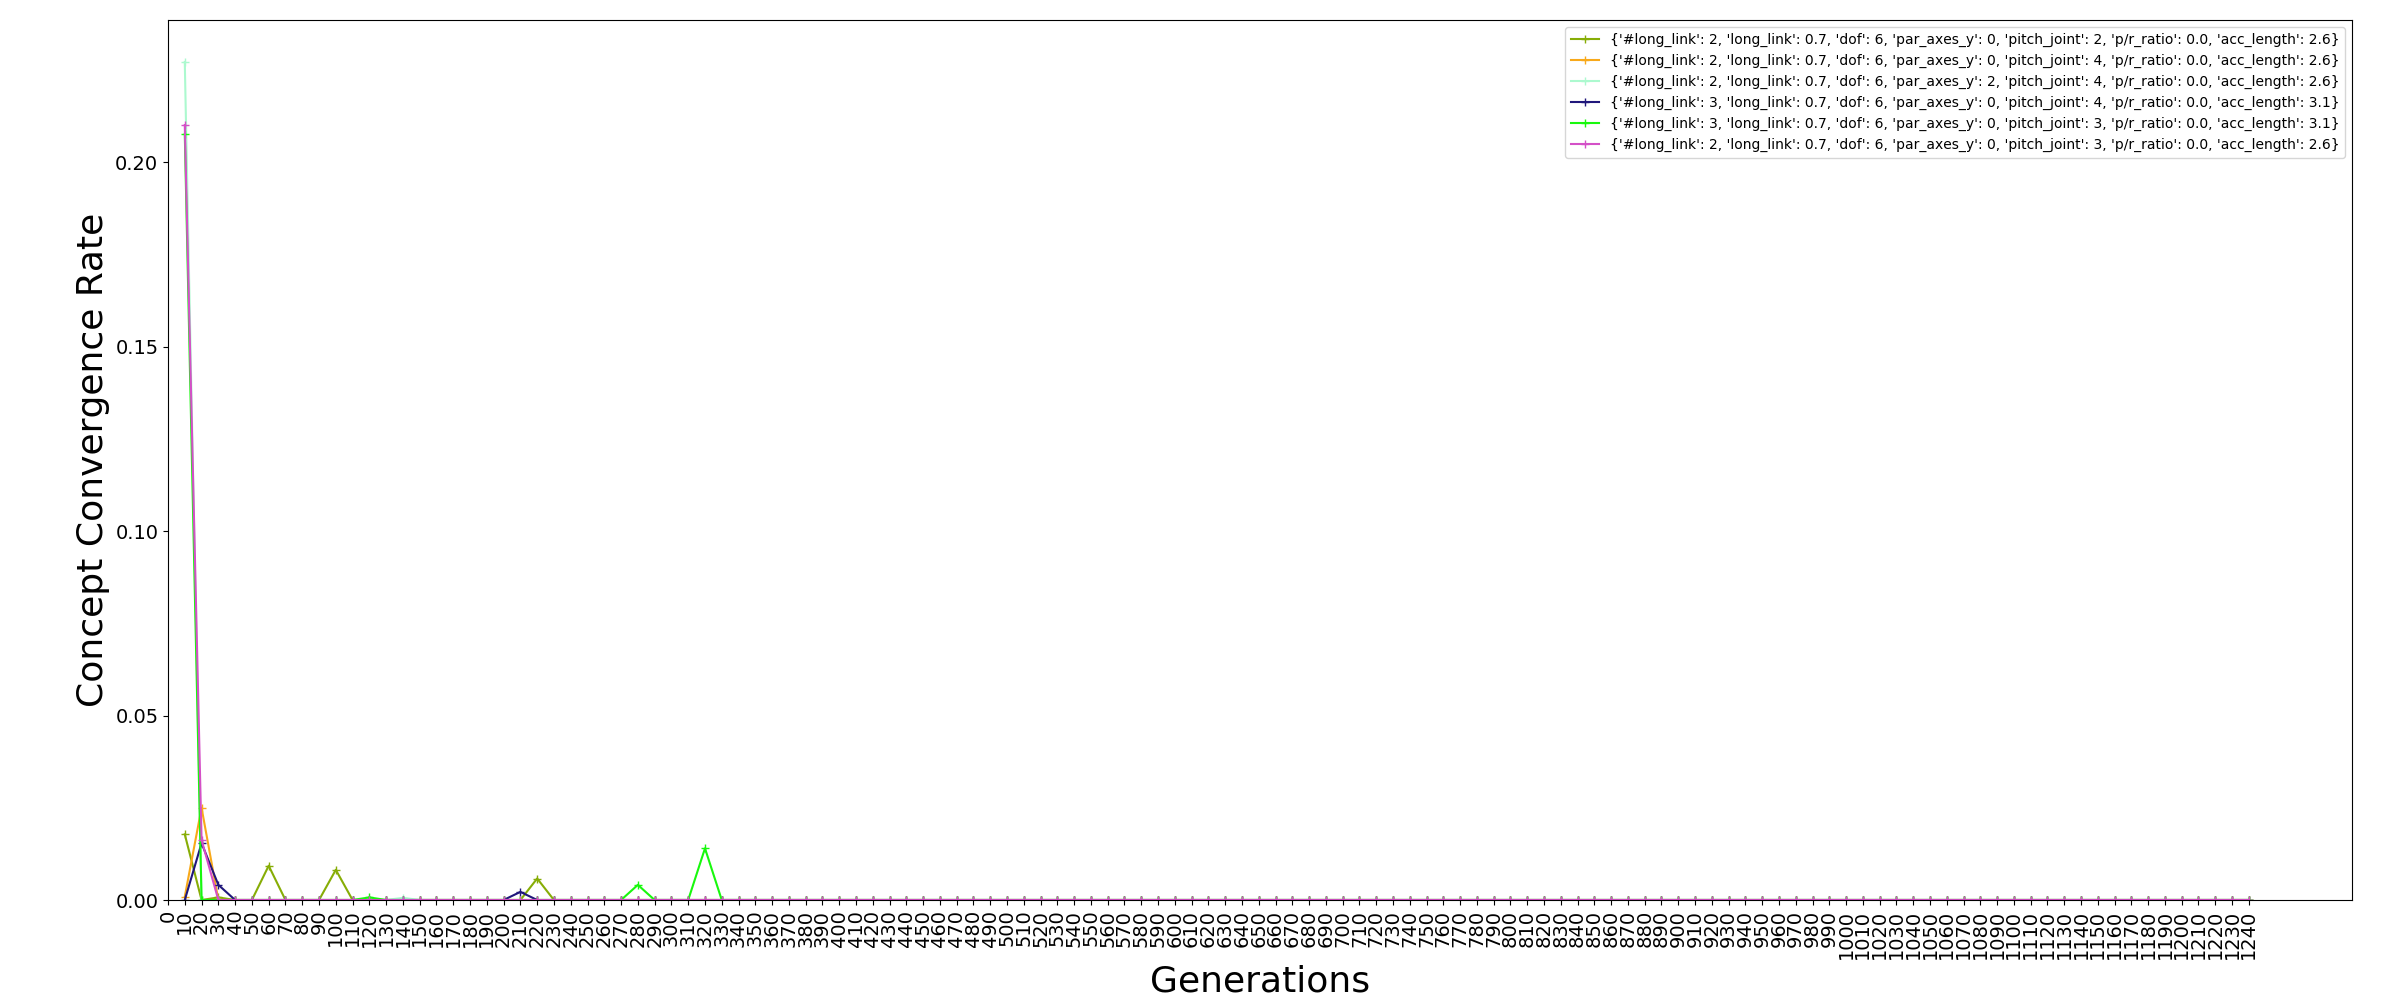 {'#long_link': 2, 'long_link': 0.7, 'dof': 6, 'par_axes_y': 0, 'pitch_joint': 2, 'p/r_ratio': 0.0, 'acc_length': 2.6}
{'#long_link': 2, 'long_link': 0.7, 'dof': 6, 'par_axes_y': 0, 'pitch_joint': 4, 'p/r_ratio': 0.0, 'acc_length': 2.6}
{'#long_link': 2, 'long_link': 0.7, 'dof': 6, 'par_axes_y': 2, 'pitch_joint': 4, 'p/r_ratio': 0.0, 'acc_length': 2.6}
{'#long_link': 3, 'long_link': 0.7, 'dof': 6, 'par_axes_y': 0, 'pitch_joint': 4, 'p/r_ratio': 0.0, 'acc_length': 3.1}
{'#long_link': 3, 'long_link': 0.7, 'dof': 6, 'par_axes_y': 0, 'pitch_joint': 3, 'p/r_ratio': 0.0, 'acc_length': 3.1}
{'#long_link': 2, 'long_link': 0.7, 'dof': 6, 'par_axes_y': 0, 'pitch_joint': 3, 'p/r_ratio': 0.0, 'acc_length': 2.6}
Concept Convergence Rate
0.20
0.15
0.10
0.05
0.00
0 10 20 30 40 50 60 70 80 90 100 110 120 130 140 150 160 170 180 190 200 210 220 230 240 250 260 270 280 290 300 310 320 330 340 350 360 370 380 390 400 410 420 430 440 450 460 470 480 490 500 510 520 530 540 550 560 570 580 590 600 610 620 630 640 650 660 670 680 690 700 710 720 730 740 750 760 770 780 790 800 810 820 830 840 850 860 870 880 890 900 910 920 930 940 950 960 970 980 990 1000 1010 1020 1030 1040 1050 1060 1070 1080 1090 1100 1110 1120 1130 1140 1150 1160 1170 1180 1190 1200 1210 1220 1230 1240
Generations